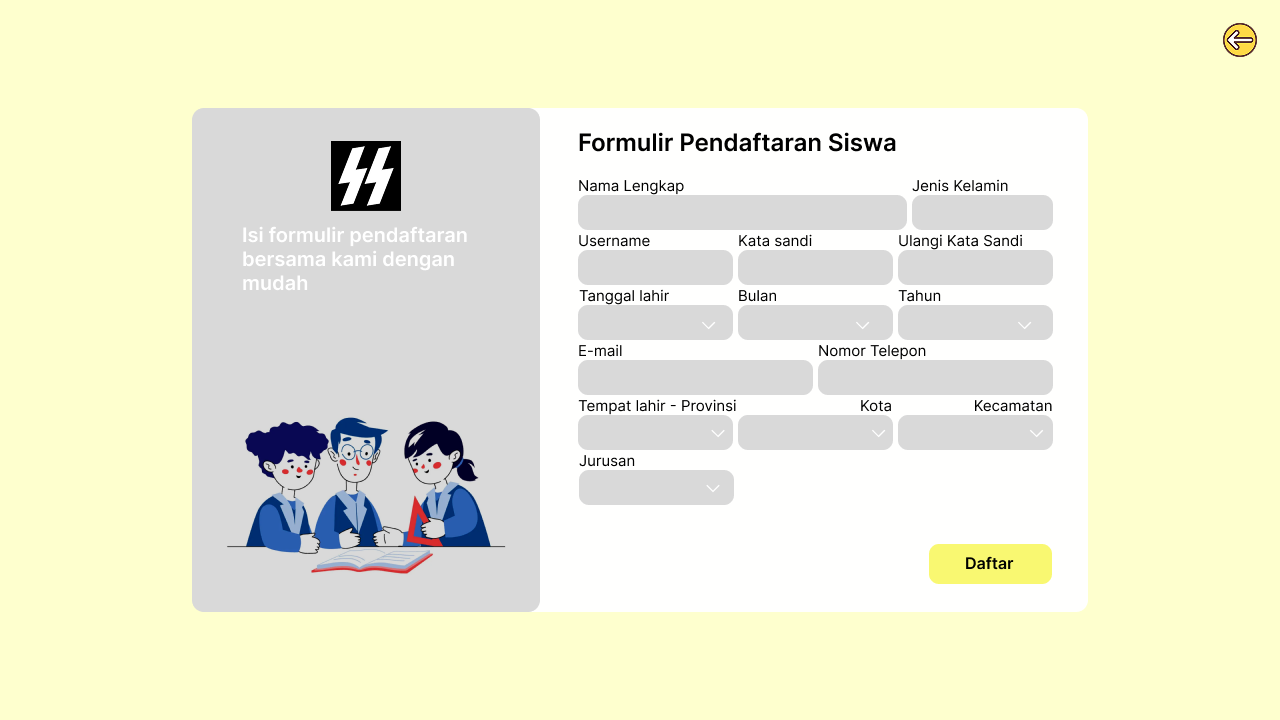 Isi formulir pendaftaran
bersama kami dengan
mudah
Formulir Pendaftaran Siswa
Nama Lengkap Jenis Kelamin
Username Kata sandi Ulangi Kata Sandi
Tanggal lahir Bulan Tahun
E-mail Nomor Telepon
Tempat lahir - Provinsi Kota Kecamatan
Jurusan
Daftar